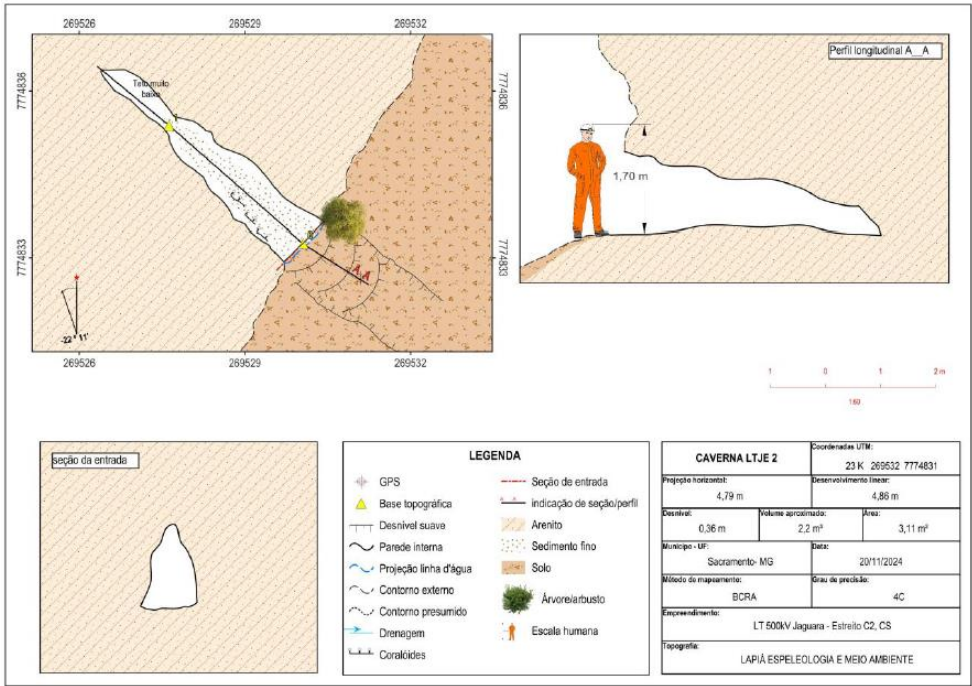 269526 269529 269532
7774836
7774833
Teto muito
baixo
A_A
-22° 11'
269526 269529 269532
7774836
7774833
Perfil longitudinal A__A
1,70 m
1 0 1 2 m
1:60
seção da entrada
LEGENDA
GPS
Base topográfica
Desnível suave
Parede interna
Projeção linha d'água
Contorno externo
Contorno presumido
Drenagem
Coralóides
Seção de entrada
indicação de seção/perfil
Arenito
Sedimento fino
Solo
Árvore/arbusto
Escala humana
CAVERNA LTJE 2
Coordenadas UTM:
23 K 269532 7774831
Projeção horizontal:
4,79 m
Desenvolvimento linear:
4,86 m
Desnível:
0,36 m
Volume aproximado:
2,2 m³
Área:
3,11 m²
Município - UF:
Sacramento- MG
Data:
20/11/2024
Método de mapeamento:
BCRA
Grau de precisão:
4C
Empreendimento:
LT 500kV Jaguara - Estreito C2, CS
Topografia:
LAPIÁ ESPELEOLOGIA E MEIO AMBIENTE